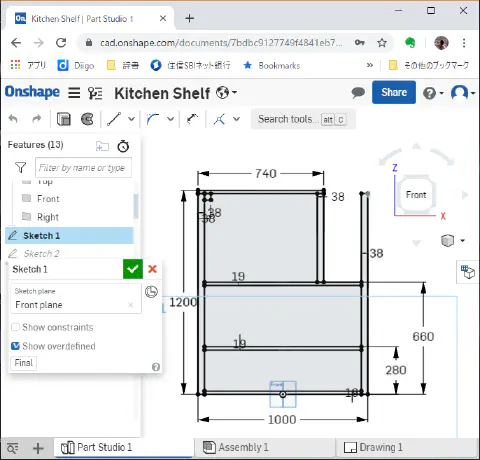 Kitchen Shelf | Part Studio 1
cad.onshape.com/documents/7bdbc9127749f4841eb7...
アプリ Diigo 辞書 住信SBIネット銀行 Bookmarks » その他のブックマーク
Onshape Kitchen Shelf Share
Search tools... alt C
Features (13)
Filter by name or type
Top
Front
Right
Sketch 1
Sketch 2
Sketch 1
Sketch plane
Front plane
Show constraints
Show overdefined
Final
740
38
38
38
38
19
1200
19
660
280
Front
19
1000
Z
Front
X
Part Studio 1 Assembly 1 Drawing 1